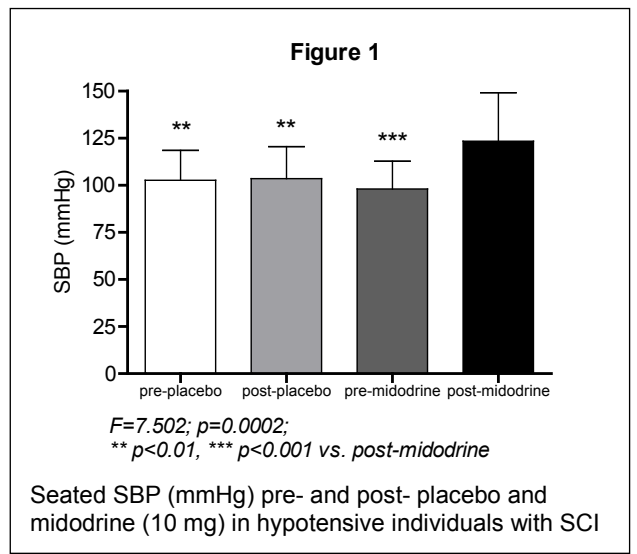 Figure 1
150
125
100
75
50
25
0
SBP (mmHg)
**
**
***
pre-placebo post-placebo pre-midodrine post-midodrine
F=7.502; p=0.0002;
** p<0.01, *** p<0.001 vs. post-midodrine
Seated SBP (mmHg) pre- and post- placebo and
midodrine (10 mg) in hypotensive individuals with SCI